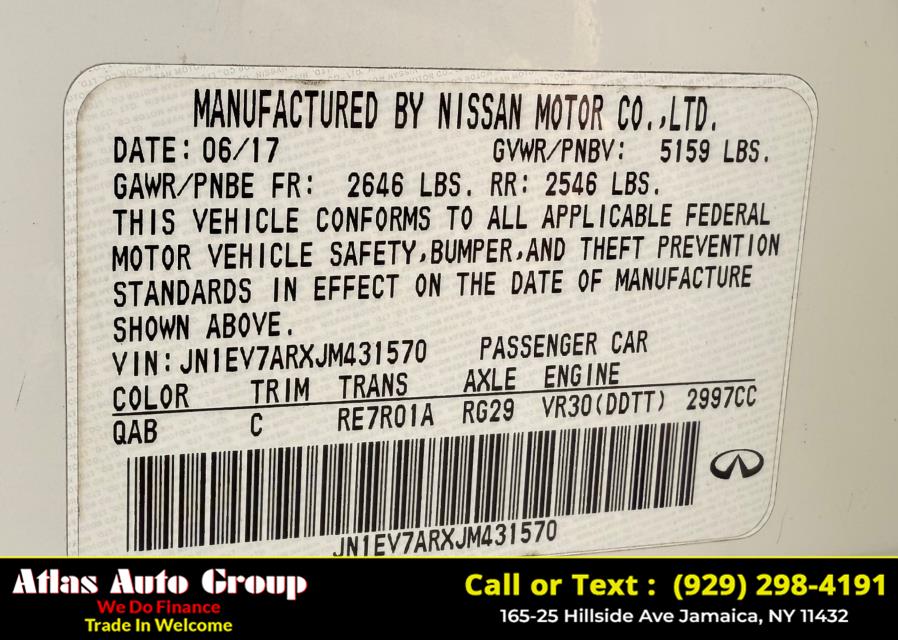 MANUFACTURED BY NISSAN MOTOR CO.,LTD.
DATE: 06/17 GVWR/PNBV: 5159 LBS.
GAWR/PNBE FR: 2646 LBS. RR: 2546 LBS.
THIS VEHICLE CONFORMS TO ALL APPLICABLE FEDERAL
MOTOR VEHICLE SAFETY,BUMPER,AND THEFT PREVENTION
STANDARDS IN EFFECT ON THE DATE OF MANUFACTURE
SHOWN ABOVE.
VIN: JN1EV7ARXJM431570 PASSENGER CAR
COLOR TRIM TRANS AXLE ENGINE
QAB C RE7R01A RG29 VR30(DDTT) 2997CC
JN1EV7ARXJM431570
Atlas Auto Group
We Do Finance
Trade In Welcome
Call or Text : (929) 298-4191
165-25 Hillside Ave Jamaica, NY 11432